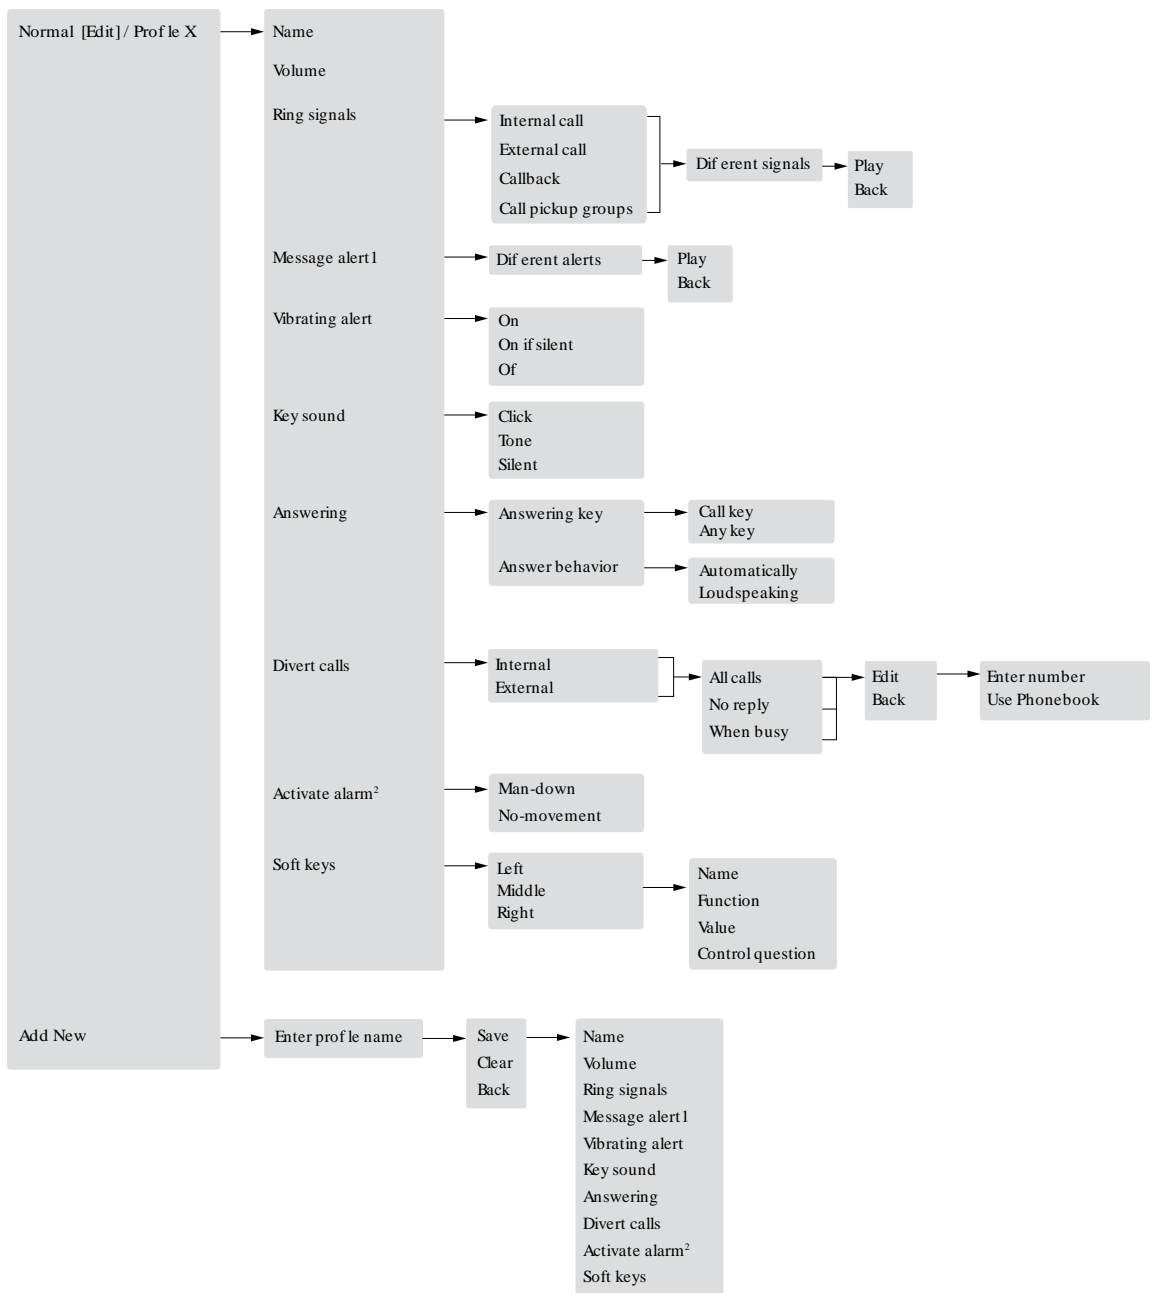 Normal [Edit] / Prof le X
Name
Volume
Ring signals
Internal call
External call
Callback
Call pickup groups
Dif erent signals
Play
Back
Message alert1
Dif erent alerts
Play
Back
Vibrating alert
On
On if silent
Of
Key sound
Click
Tone
Silent
Answering
Answering key
Call key
Any key
Answer behavior
Automatically
Loudspeaking
Divert calls
Internal
External
All calls
No reply
When busy
Edit
Back
Enter number
Use Phonebook
Activate alarm²
Man-down
No-movement
Soft keys
Left
Middle
Right
Name
Function
Value
Control question
Add New
Enter prof le name
Save
Clear
Back
Name
Volume
Ring signals
Message alert1
Vibrating alert
Key sound
Answering
Divert calls
Activate alarm²
Soft keys